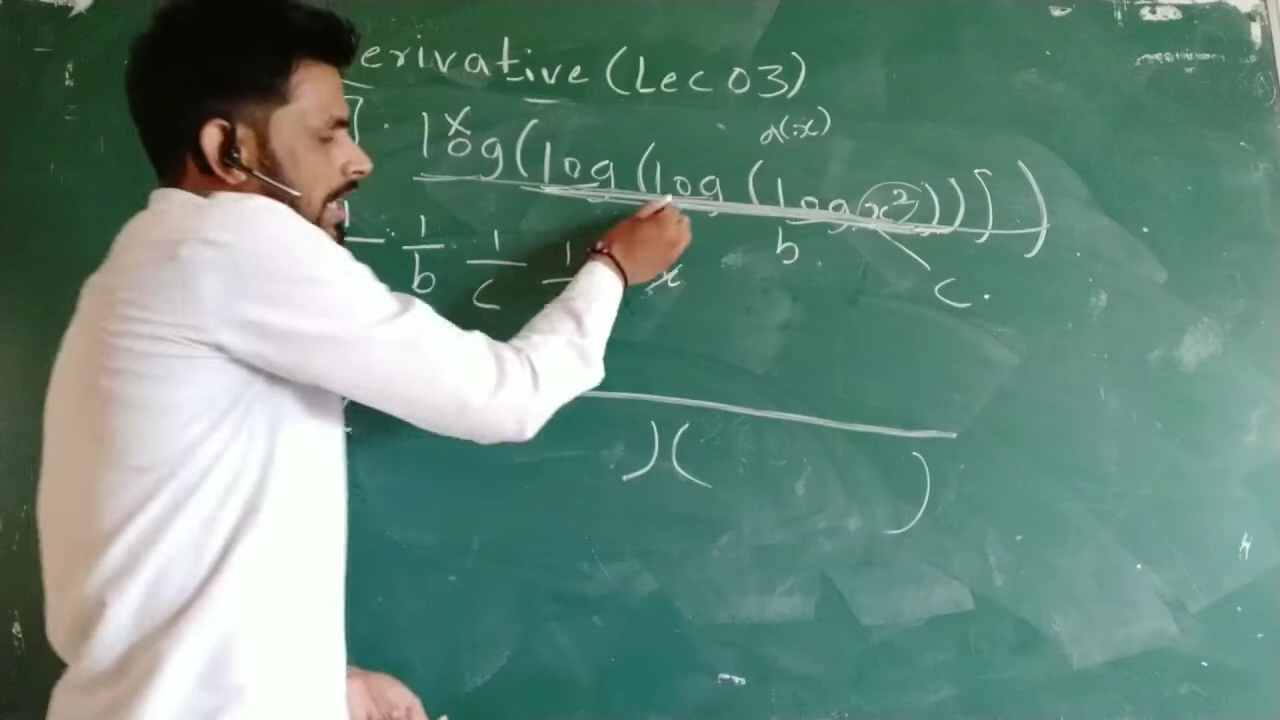 erivative (Lec 03)
log(log(log(log x²)))
1/b 1/c 1 x
b
c.
)( )